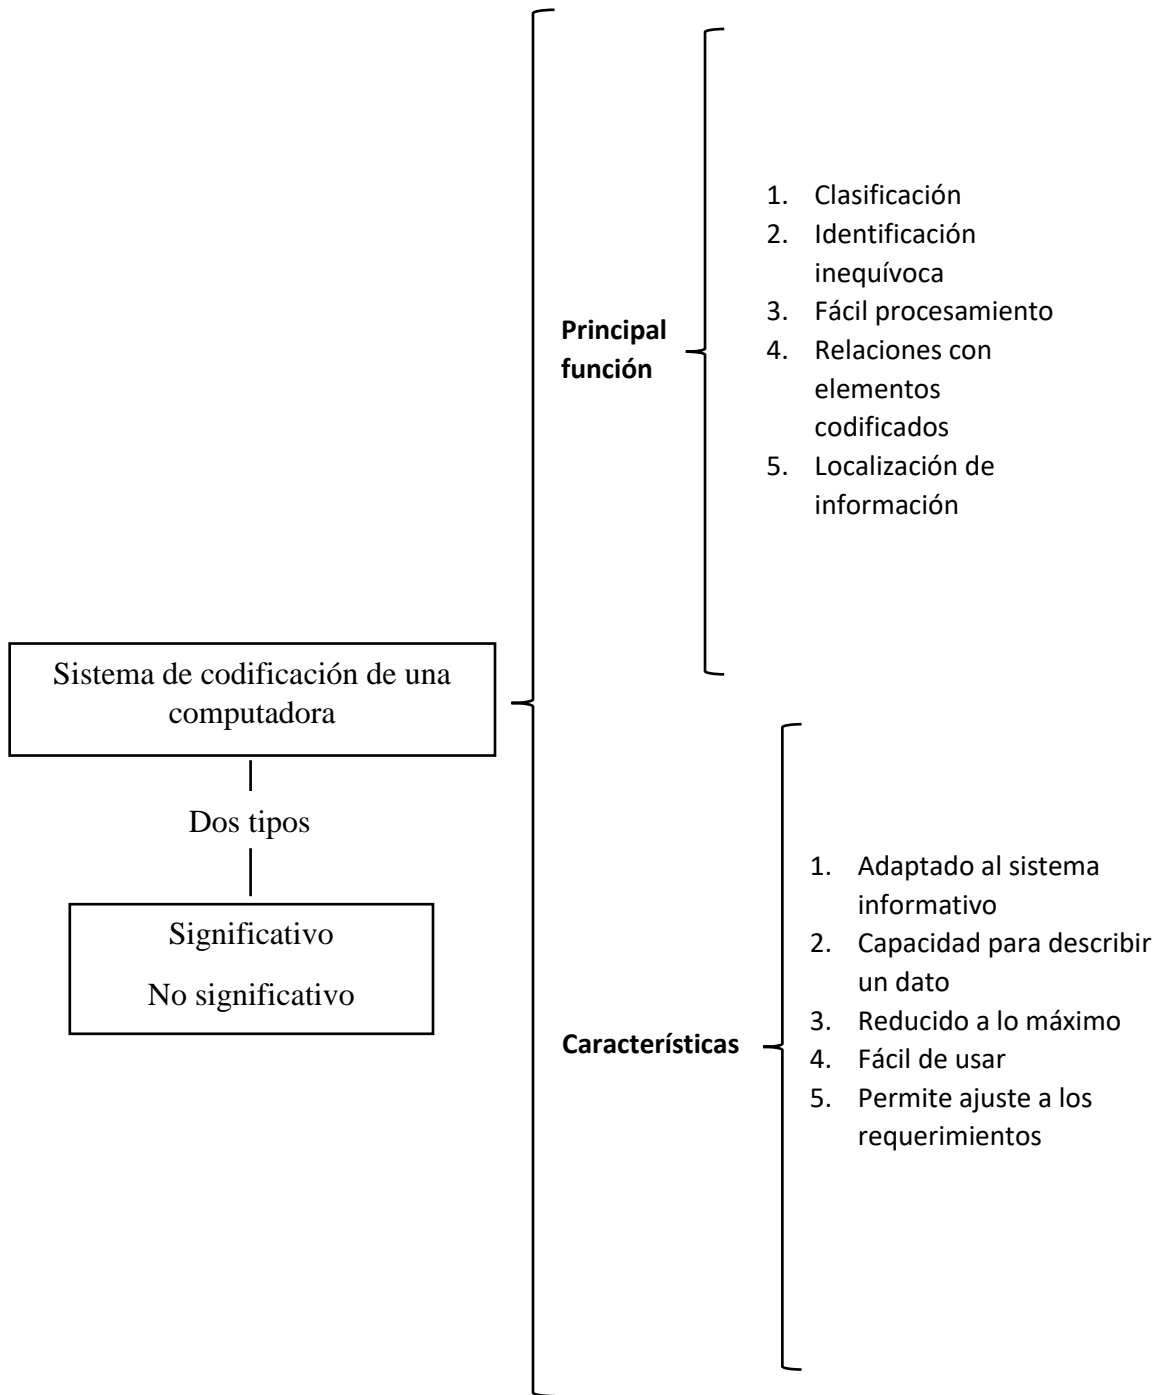 Sistema de codificación de una
computadora
Dos tipos
Significativo
No significativo
Principal
función
1. Clasificación
2. Identificación
inequívoca
3. Fácil procesamiento
4. Relaciones con
elementos
codificados
5. Localización de
información
Característísticas
1. Adaptado al sistema
informativo
2. Capacidad para describir
un dato
3. Reducido a lo máximo
4. Fácil de usar
5. Permite ajuste a los
requerimientos